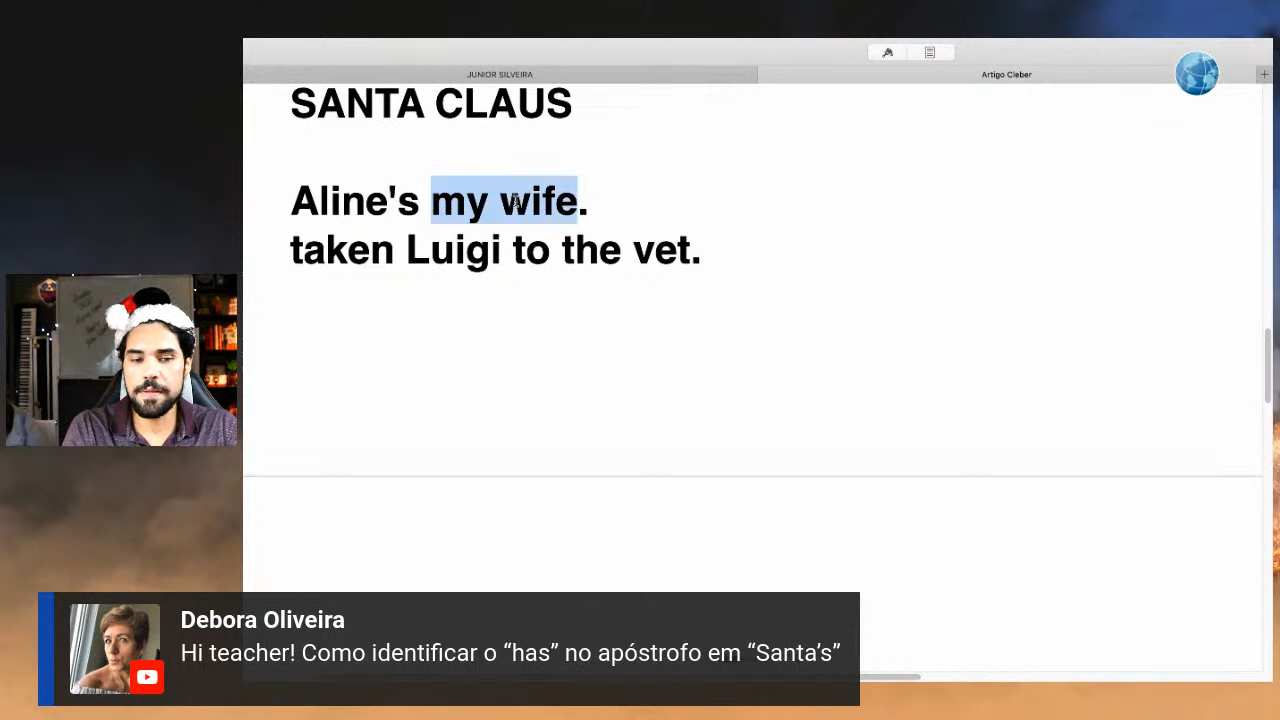 JUNIOR SILVEIRA
Artigo Cleber
SANTA CLAUS
Aline's my wife.
taken Luigi to the vet.
Debora Oliveira
Hi teacher! Como identificar o “has” no apóstrofo em “Santa’s”